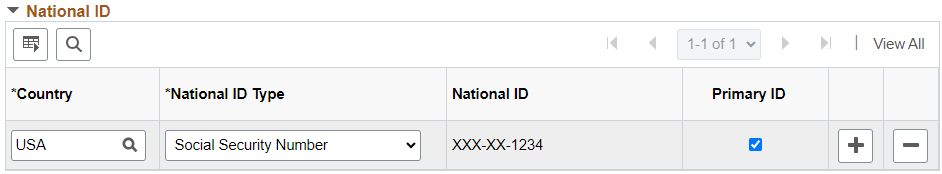 National ID
1-1 of 1
View All
*Country *National ID Type National ID Primary ID
USA Social Security Number XXX-XX-1234